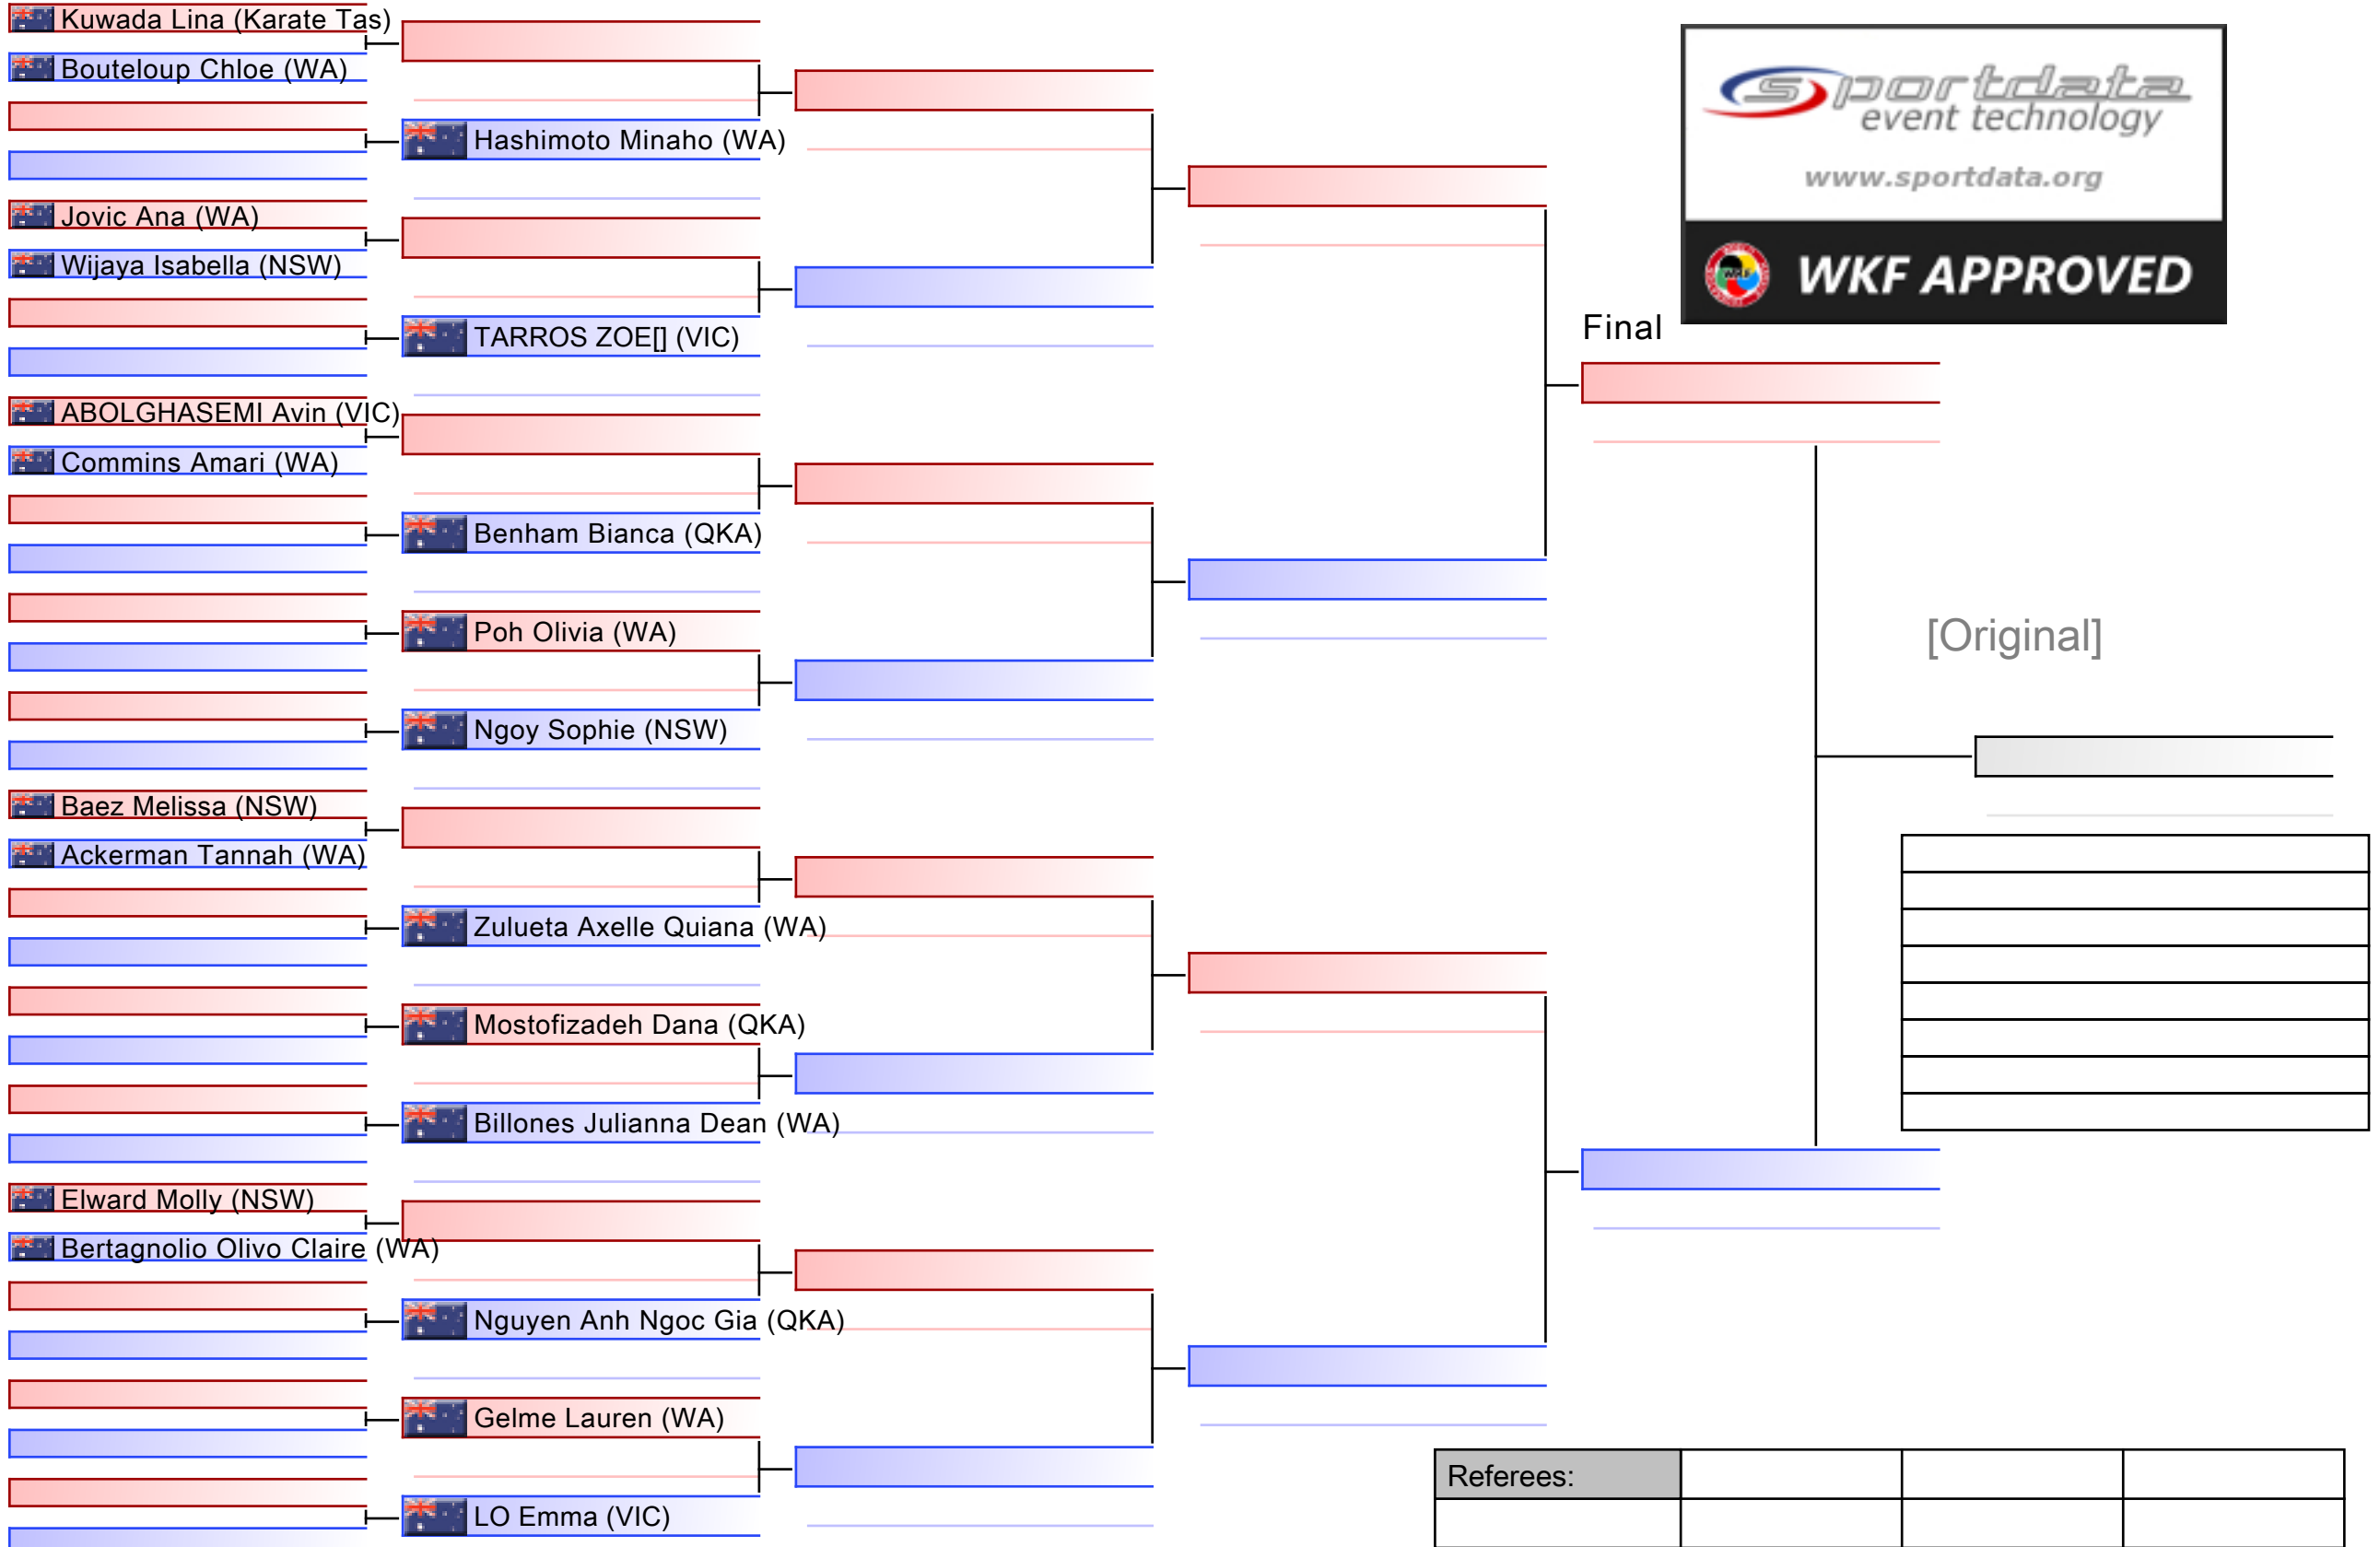 Kuwada Lina (Karate Tas)
Bouteloup Chloe (WA)
Hashimoto Minaho (WA)
Jovic Ana (WA)
Wijaya Isabella (NSW)
TARROS ZOE[] (VIC)
ABOLGHASEMI Avin (VIC)
Commins Amari (WA)
Benham Bianca (QKA)
Poh Olivia (WA)
Ngoy Sophie (NSW)
Baez Melissa (NSW)
Ackerman Tannah (WA)
Zulueta Axelle Quiana (WA)
Mostofizadeh Dana (QKA)
Billones Julianna Dean (WA)
Elward Molly (NSW)
Bertagnolio Olivo Claire (WA)
Nguyen Anh Ngoc Gia (QKA)
Gelme Lauren (WA)
LO Emma (VIC)
sportdata
event technology
www.sportdata.org
WKF APPROVED
Final
[Original]
Referees: